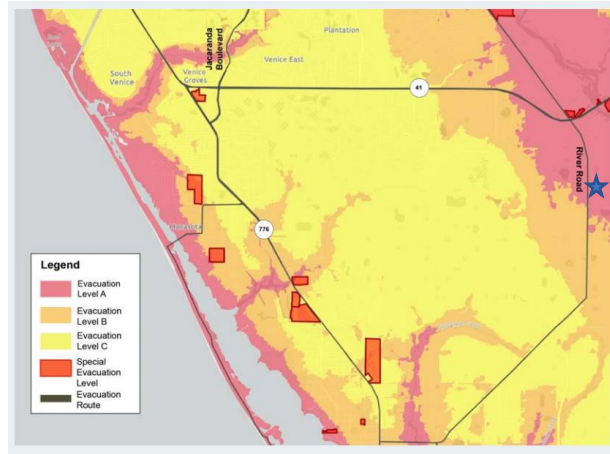 Plantation
Jacaranda
Boulevard
South
Venice
Venice
Groves
Venice East
41
River Road
Manasota
776
Legend
Evacuation
Level A
Evacuation
Level B
Evacuation
Level C
Special
Evacuation
Level
Evacuation
Route